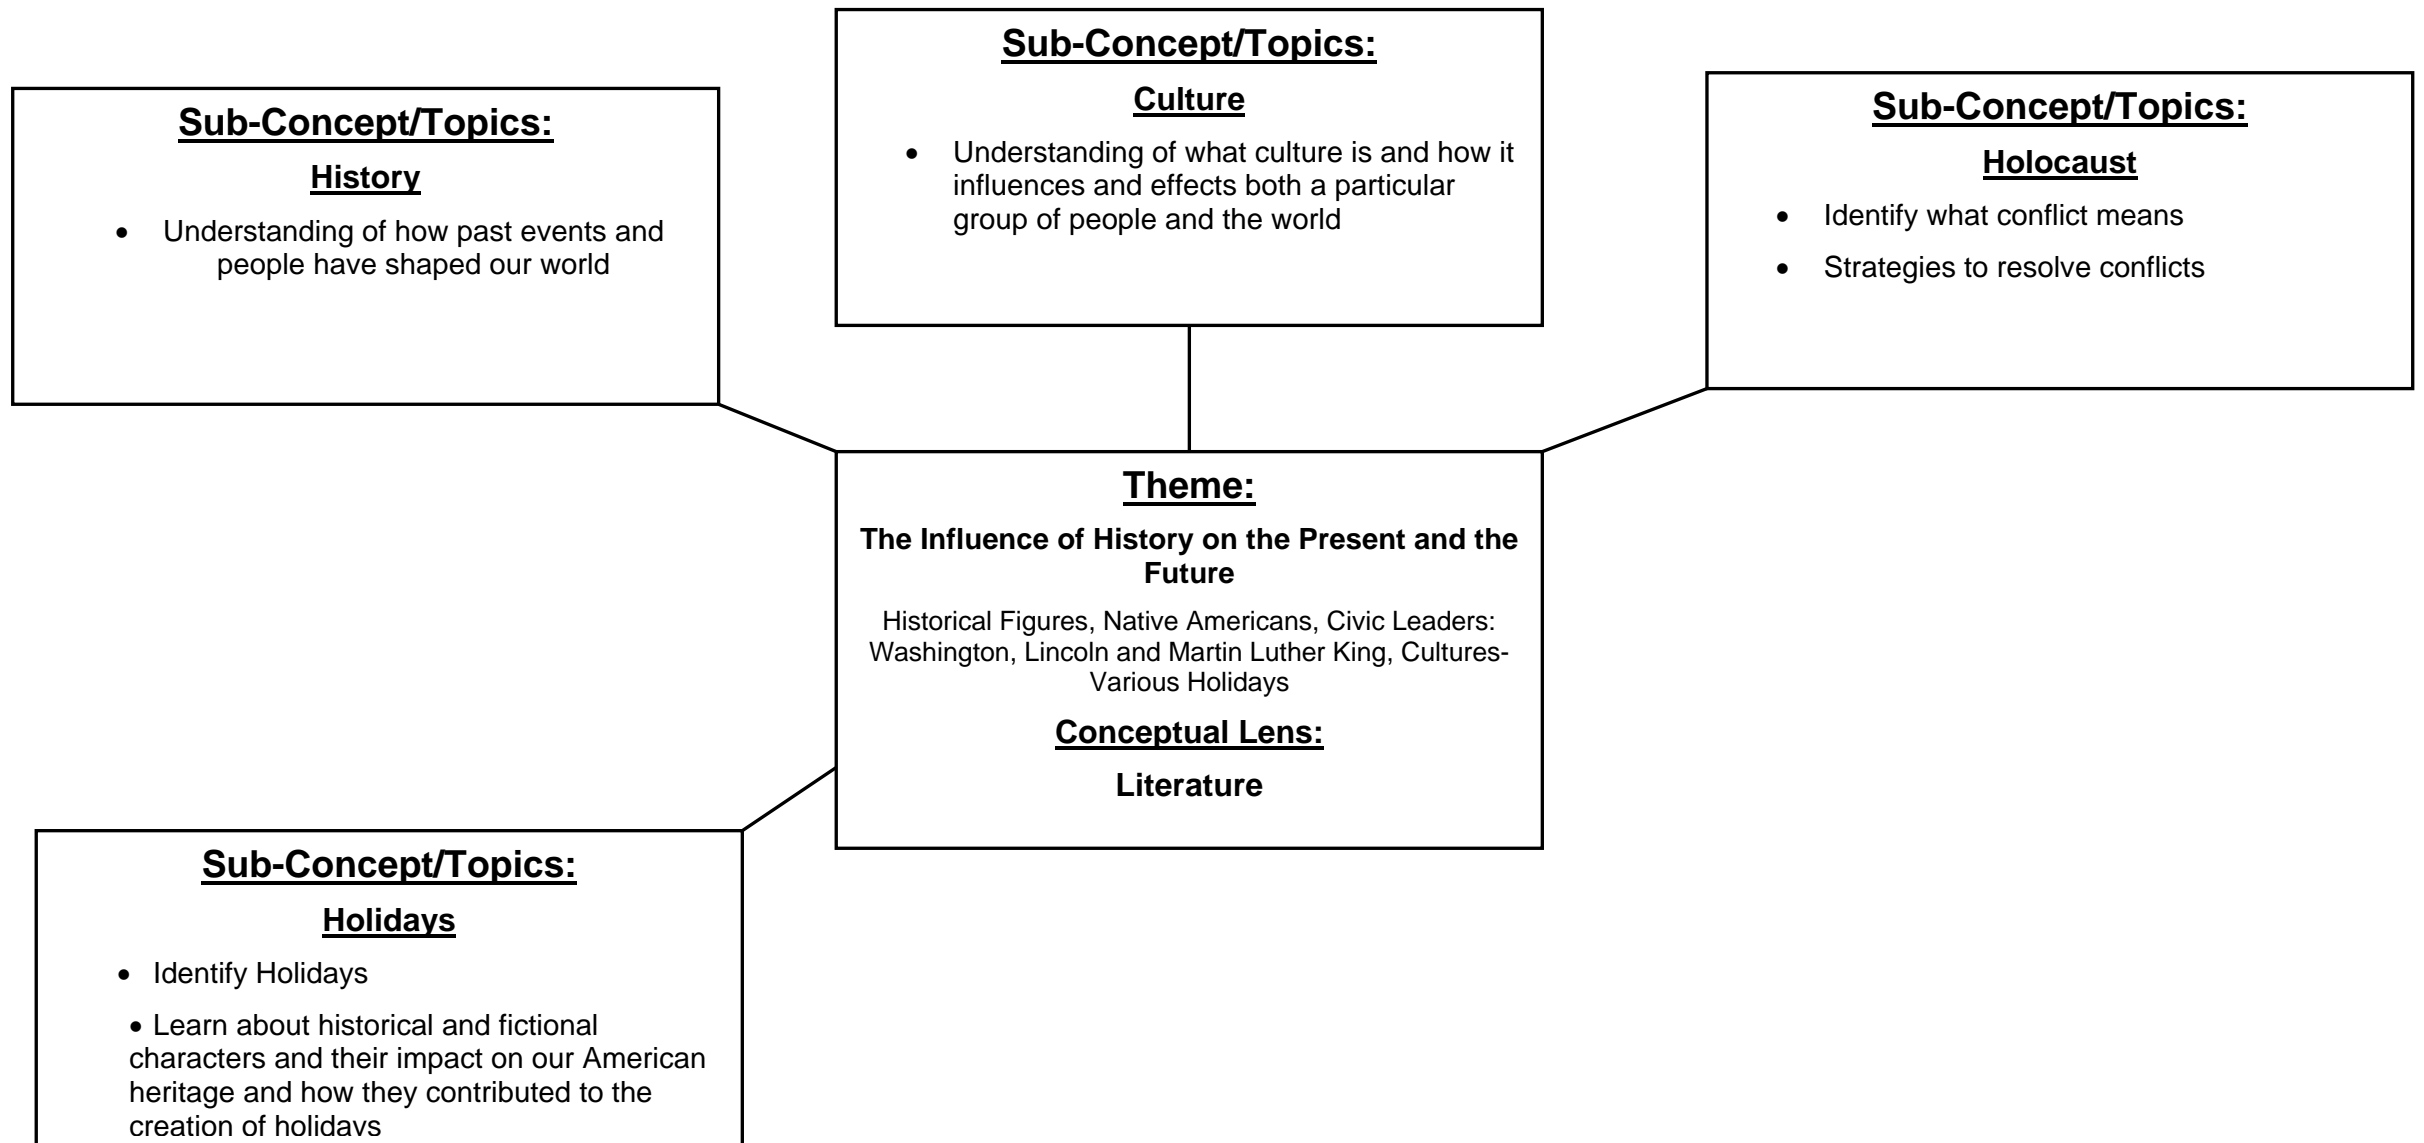 Sub-Concept/Topics:
History
• Understanding of how past events and
people have shaped our world
Sub-Concept/Topics:
Culture
• Understanding of what culture is and how it
influences and effects both a particular
group of people and the world
Sub-Concept/Topics:
Holocaust
• Identify what conflict means
• Strategies to resolve conflicts
Theme:
The Influence of History on the Present and the
Future
Historical Figures, Native Americans, Civic Leaders:
Washington, Lincoln and Martin Luther King, Cultures-
Various Holidays
Conceptual Lens:
Literature
Sub-Concept/Topics:
Holidays
• Identify Holidays
• Learn about historical and fictional
characters and their impact on our American
heritage and how they contributed to the
creation of holidays